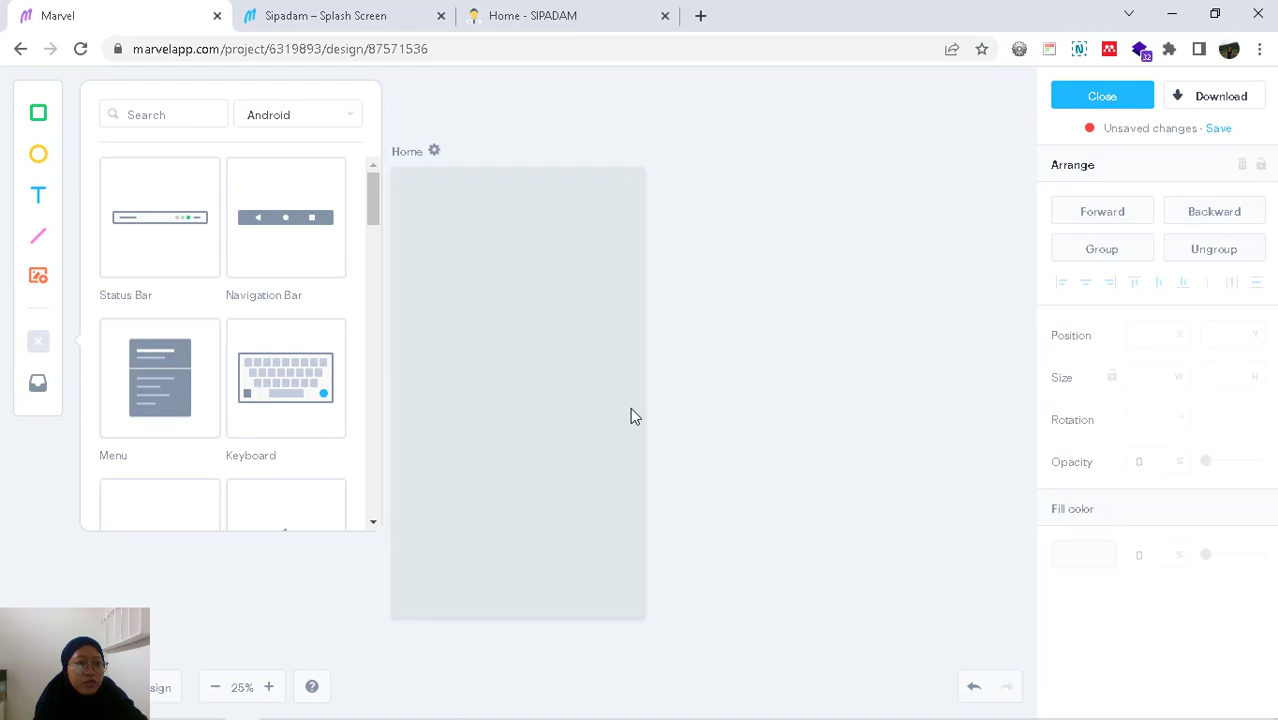 Marvel
Sipadam – Splash Screen
Home - SIPADAM
marvelapp.com/project/6319893/design/87571536
32
Search
Android
Close
Download
Unsaved changes - Save
Home
Arrange
Forward
Backward
Group
Ungroup
Status Bar
Navigation Bar
Position
X
Y
Size
W
H
Rotation
°
Opacity
0
%
Menu
Keyboard
Fill color
0
%
sign
25%